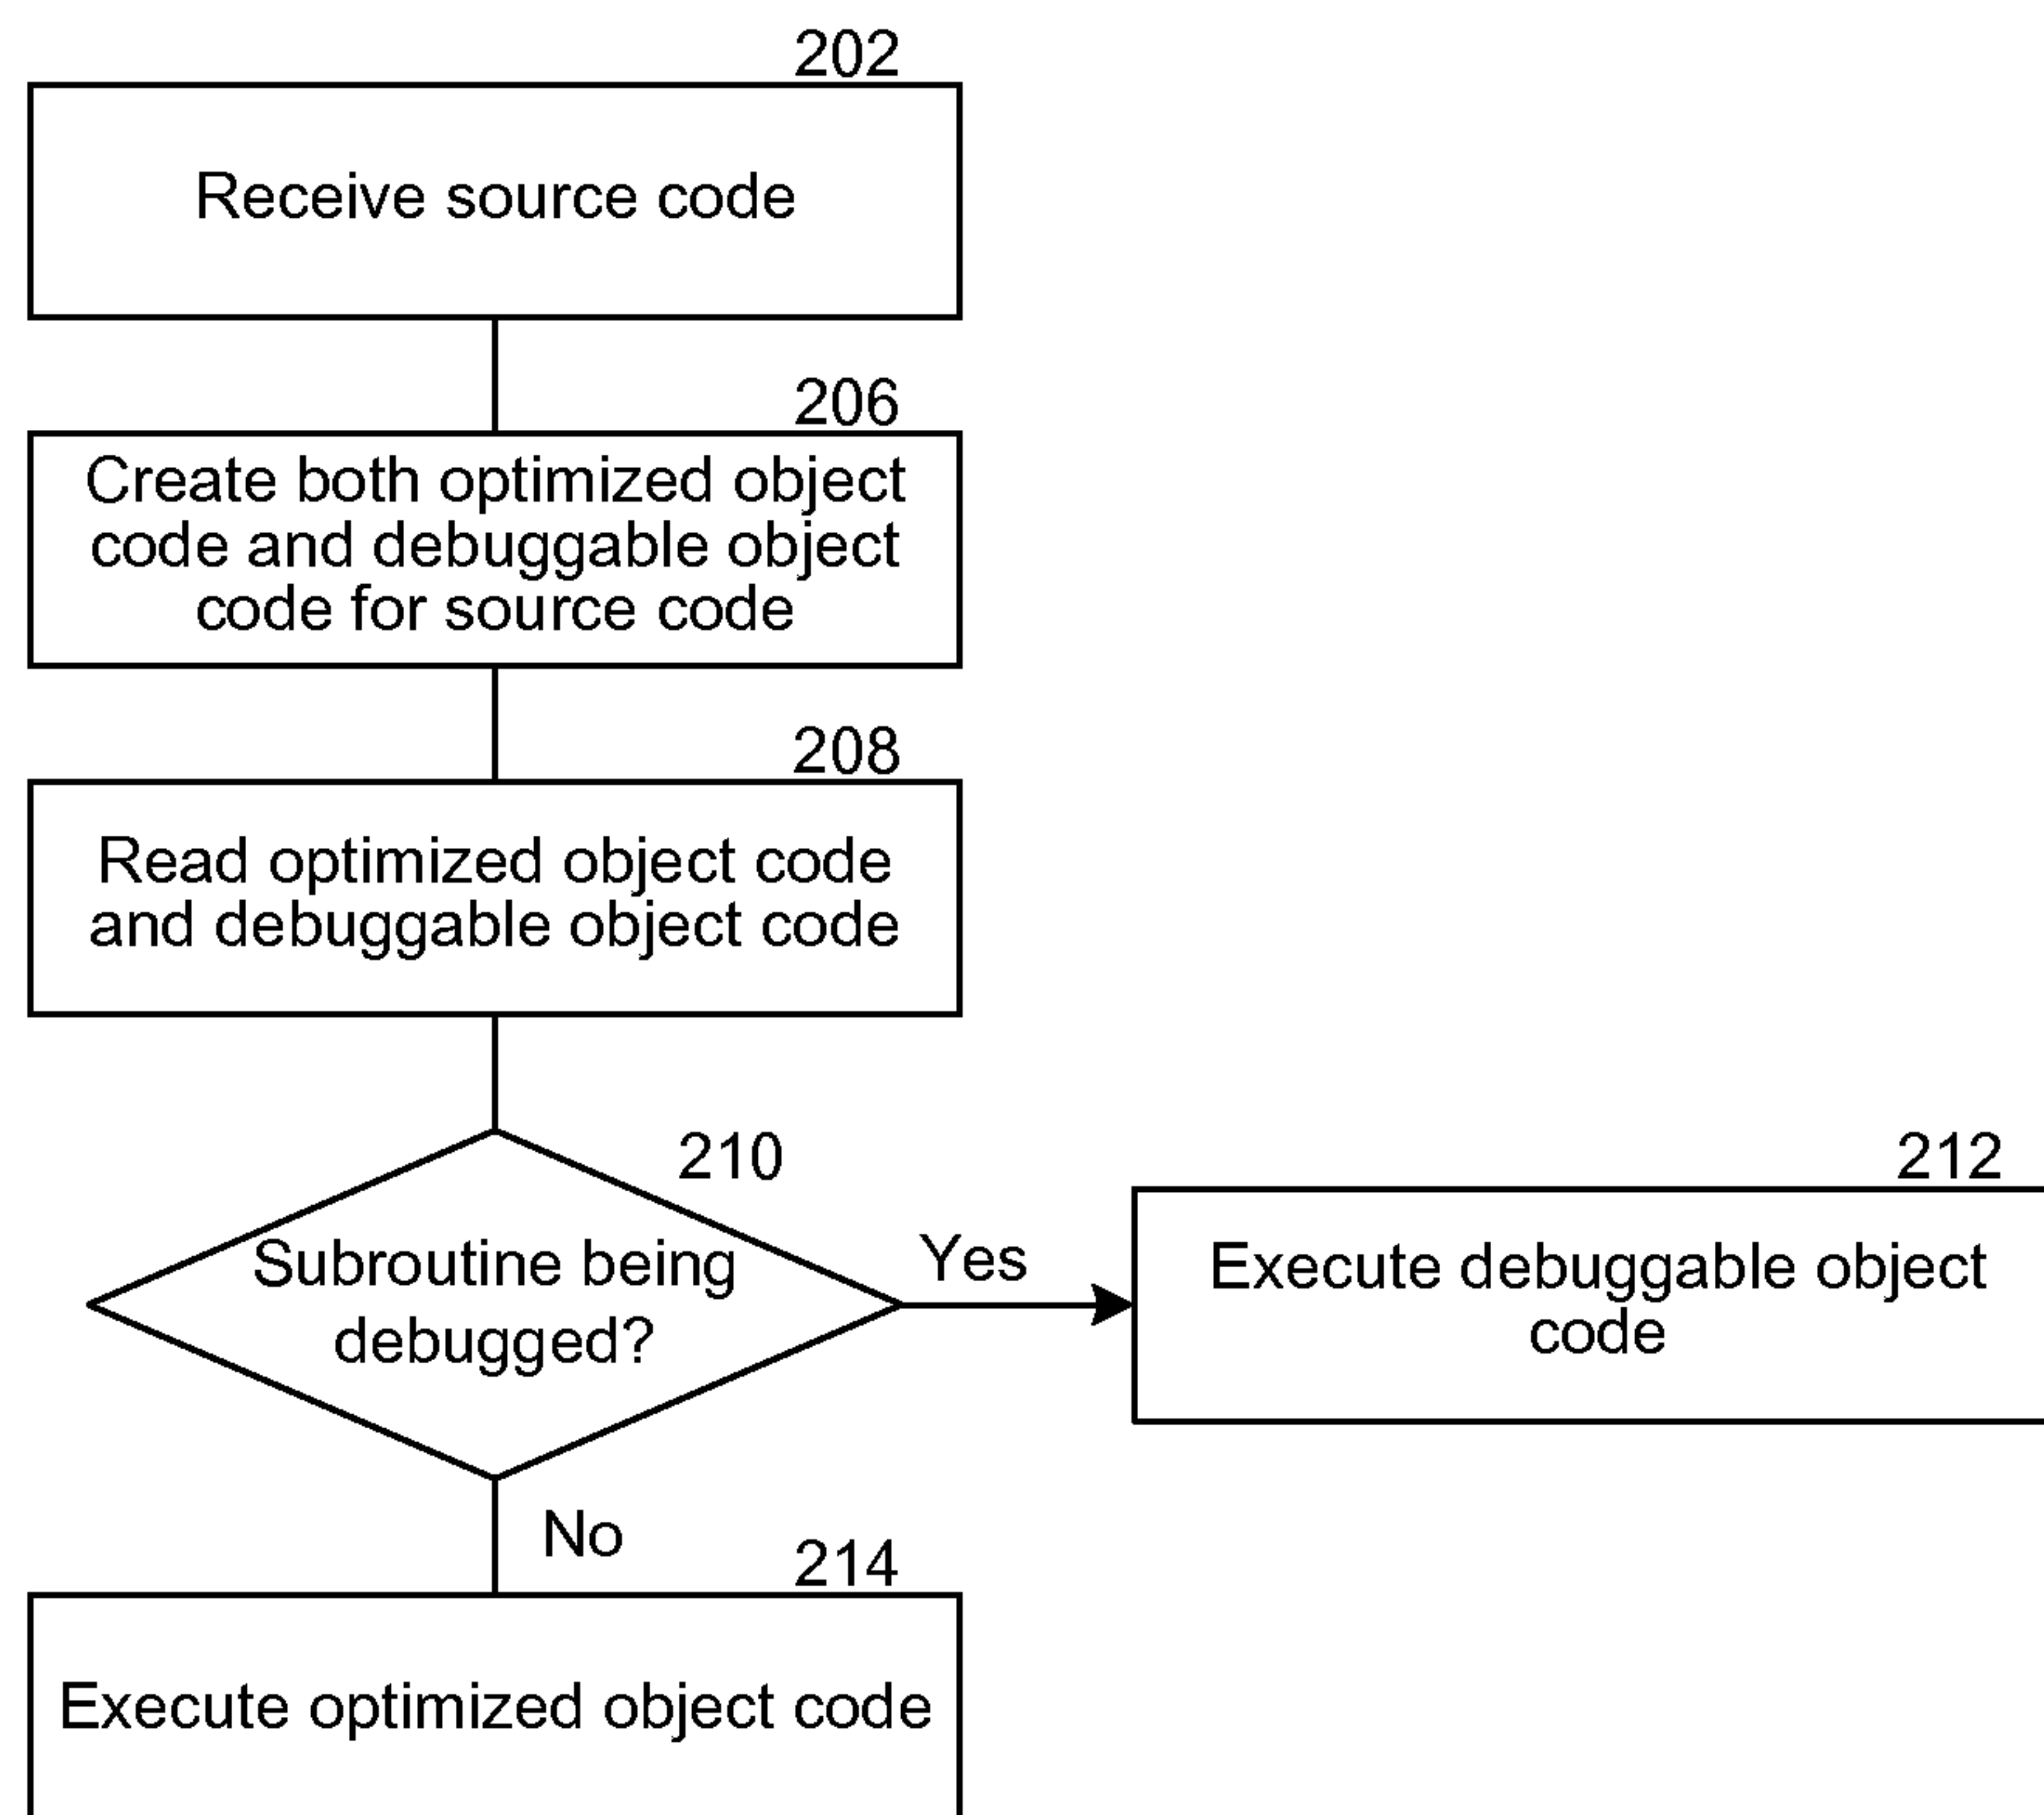 202
Receive source code
206
Create both optimized object
code and debuggable object
code for source code
208
Read optimized object code
and debuggable object code
210
Subroutine being
debugged?
Yes
212
Execute debuggable object
code
No
214
Execute optimized object code